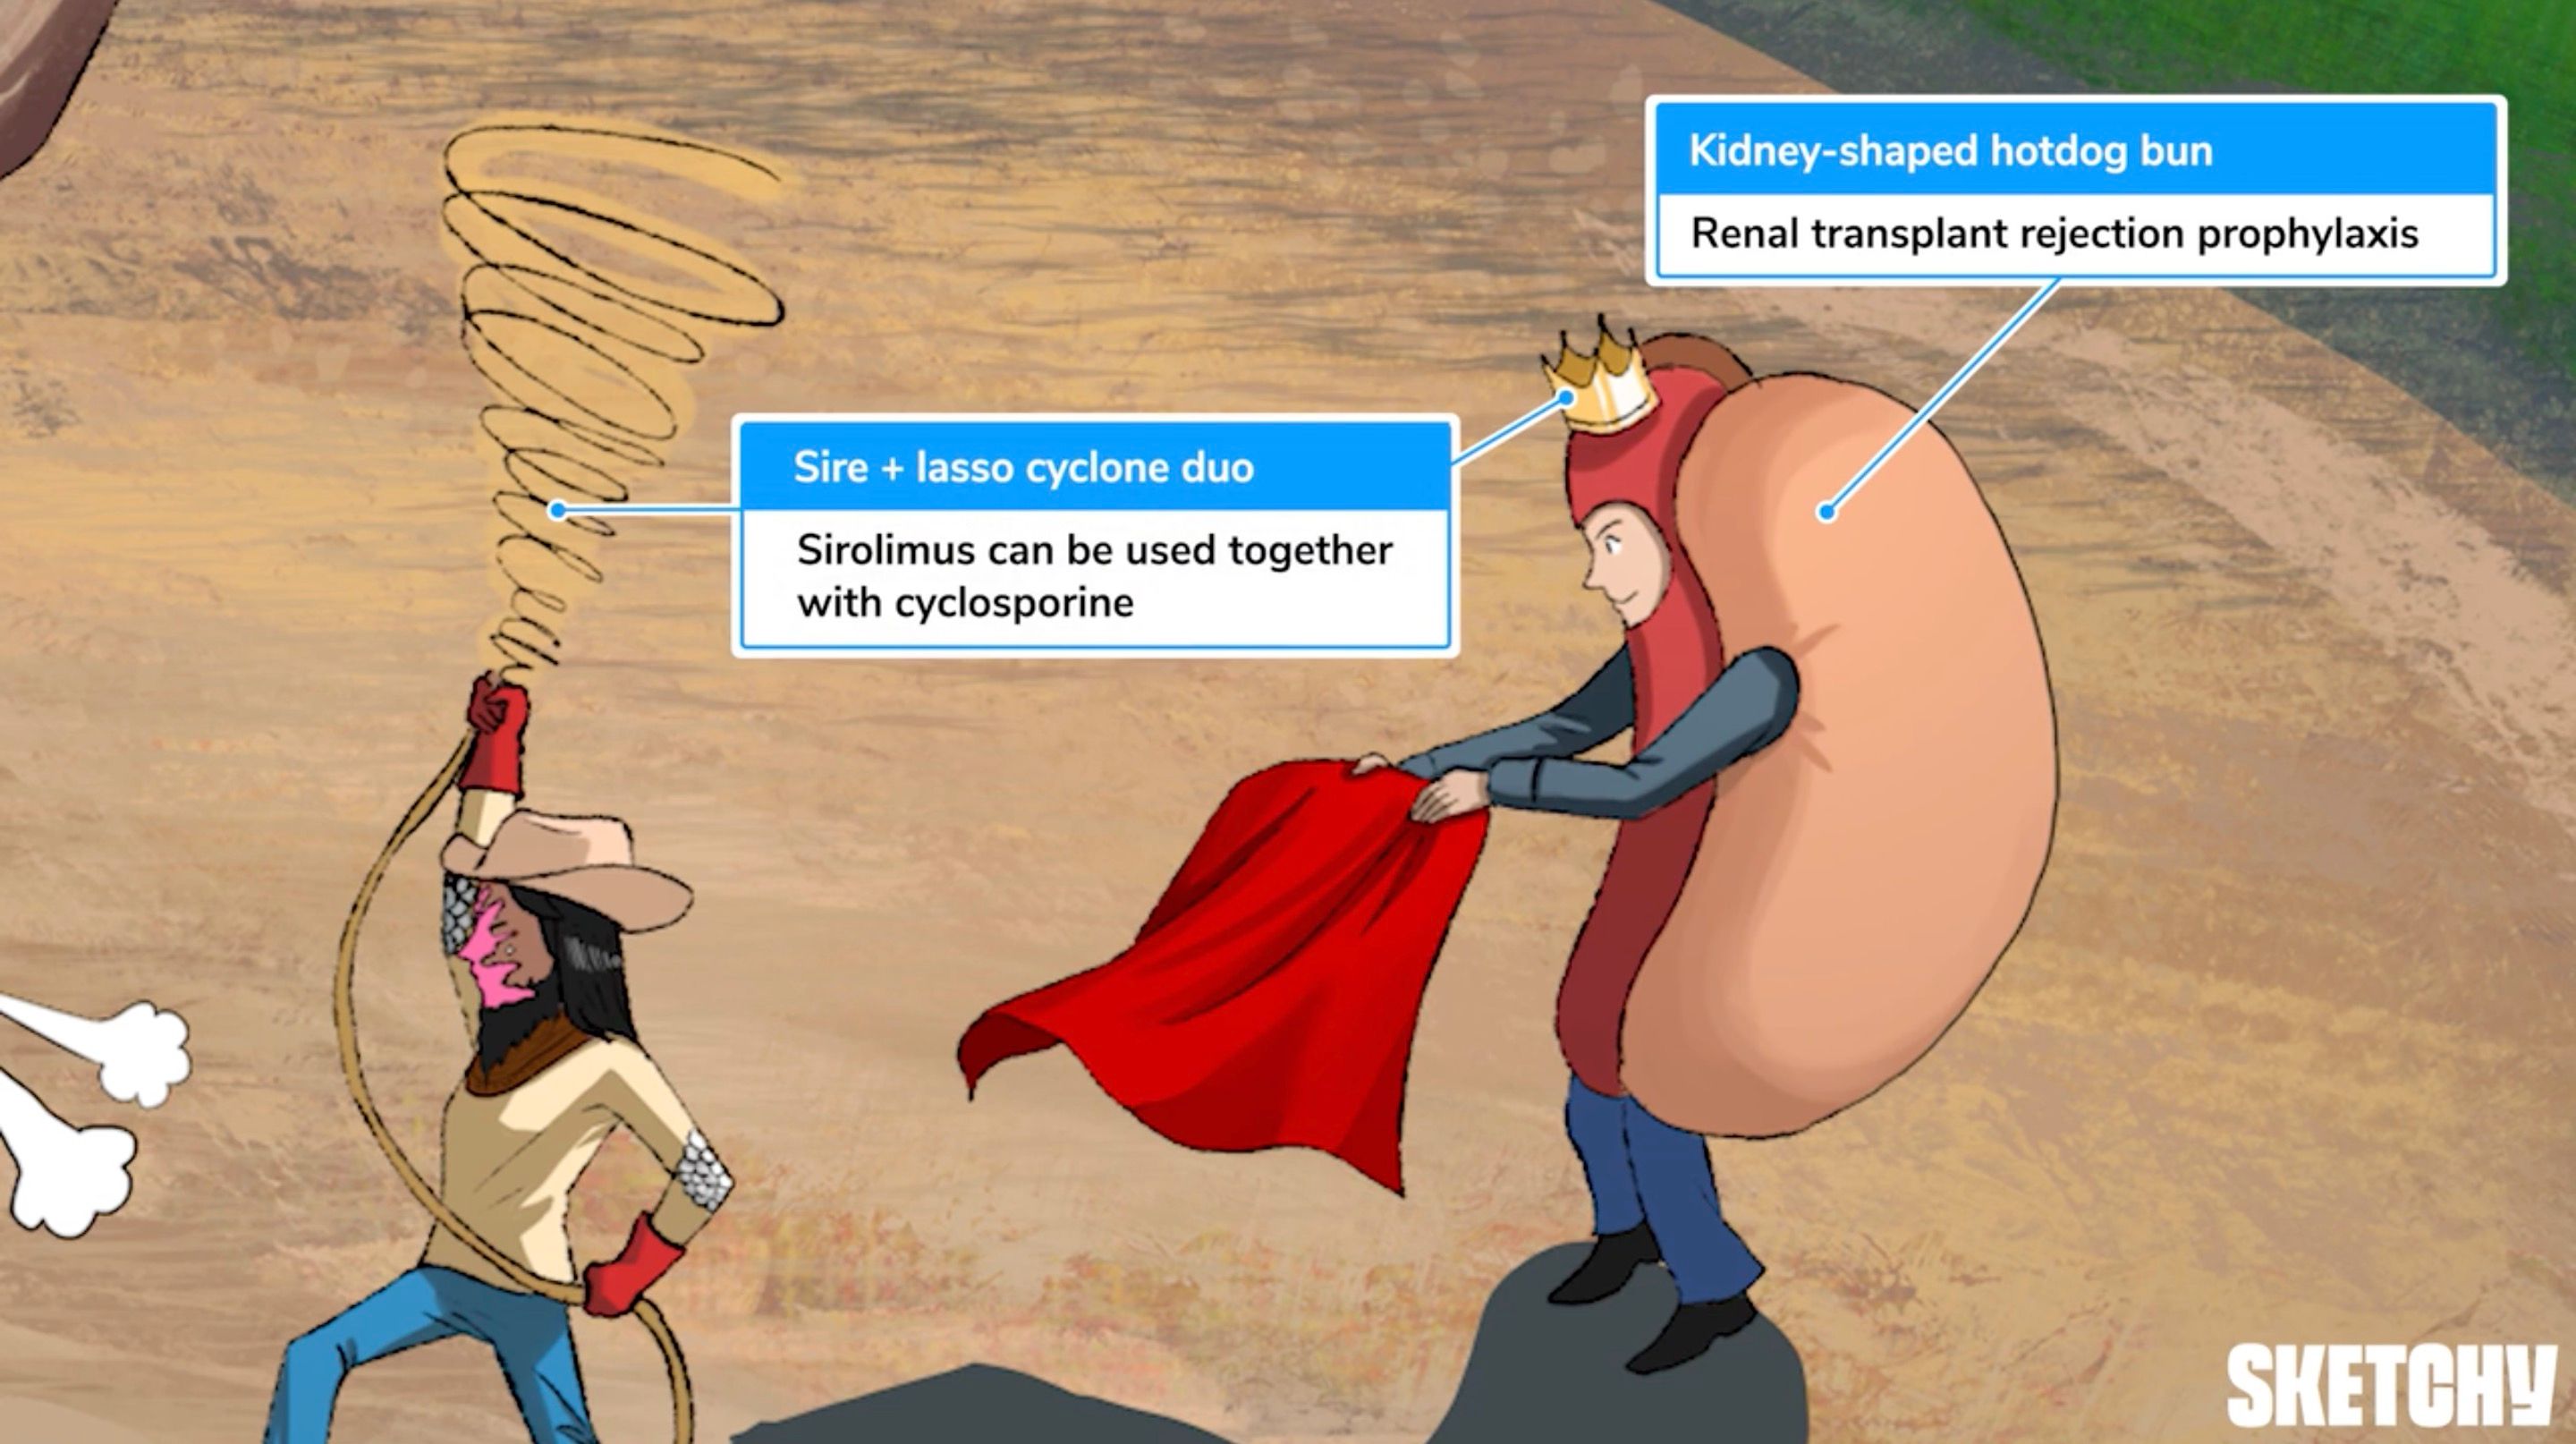 Kidney-shaped hotdog bun
Renal transplant rejection prophylaxis
Sire + lasso cyclone duo
Sirolimus can be used together
with cyclosporine
SKETCHY